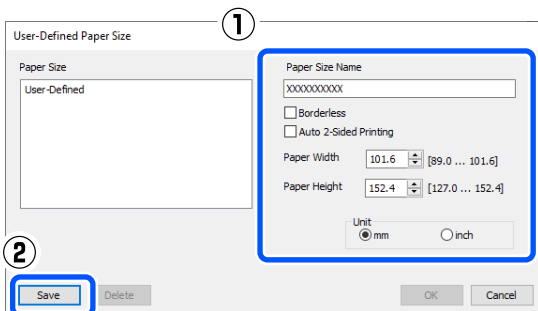 1
User-Defined Paper Size
Paper Size
User-Defined
Paper Size Name
XXXXXXXXXX
Borderless
Auto 2-Sided Printing
Paper Width 101.6 [89.0 ... 101.6]
Paper Height 152.4 [127.0 ... 152.4]
Unit
mm inch
2
Save Delete OK Cancel